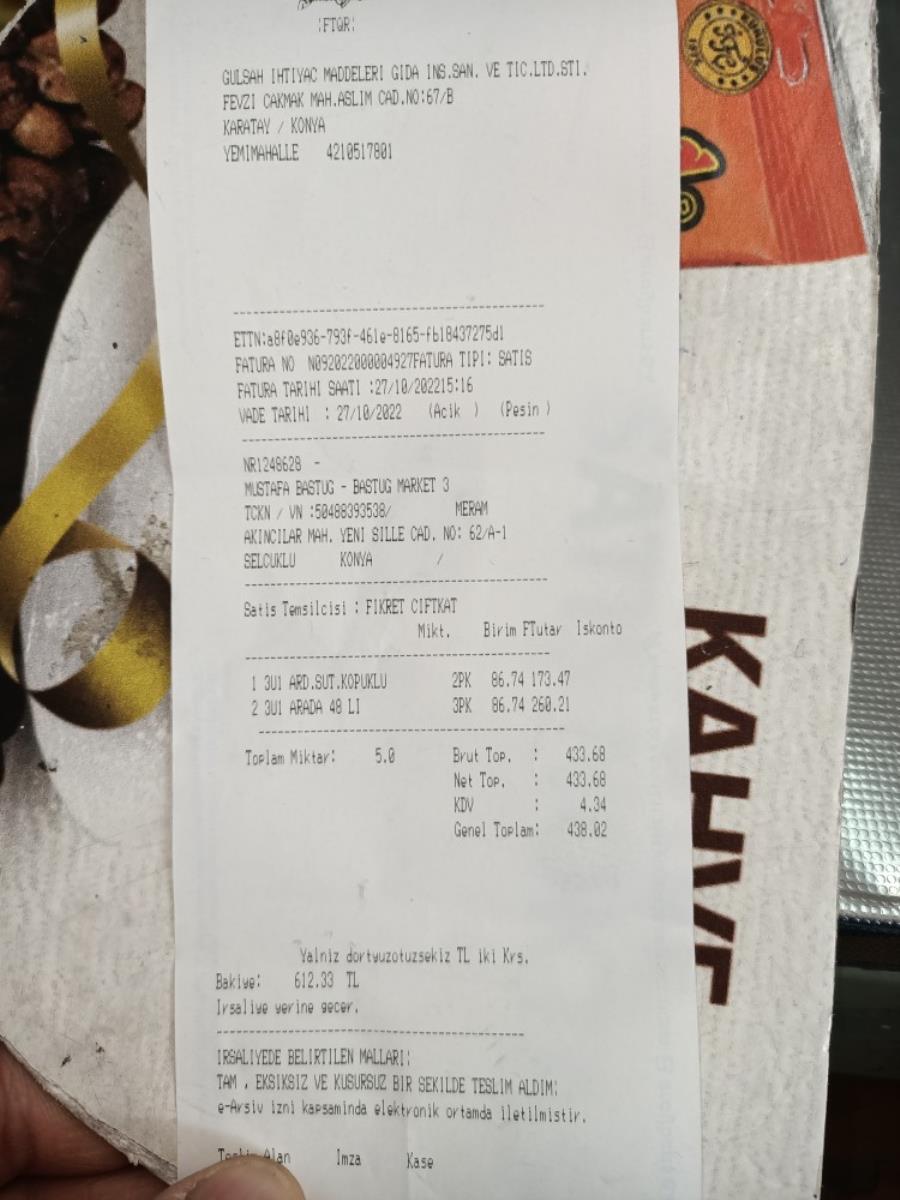 ¦FTQR¦
GULSAH IHTIYAC MADDELERI GIDA INS.SAN. VE TIC.LTD.STI.
FEVZI CAKMAK MAH.ASLIM CAD.NO:67/B
KARATAY / KONYA
YEMIMAHALLE 4210517801
ETTN:a8f0e936-793f-461e-8165-fb18437275d1
FATURA NO N092022000004927FATURA TIPI: SATIS
FATURA TARIHI SAATI :27/10/202215:16
VADE TARIHI : 27/10/2022 (Acik ) (Pesin )
NR1248628 -
MUSTAFA BASTUG - BASTUG MARKET 3
TCKN / VN :50488393538/ MERAM
AKINCILAR MAH. YENI SILLE CAD. NO: 62/A-1
SELCUKLU KONYA /
Satis Temsilcisi : FIKRET CIFTKAT
Mikt. Birim FTutar Iskonto
1 3U1 ARD.SUT.KOPUKLU 2PK 86.74 173.47
2 3U1 ARADA 48 LI 3PK 86.74 260.21
Toplam Miktar: 5.0 Brut Top. : 433.68
Net Top. : 433.68
KDV : 4.34
Genel Toplam: 438.02
Yalniz dortyuzotuzsekiz TL iki Krs.
Bakiye: 612.33 TL
Irsaliye yerine gecer.
IRSALIYEDE BELIRTILEN MALLARI¦
TAM , EKSIKSIZ VE KUSURSUZ BIR SEKILDE TESLIM ALDIM¦
e-Arsiv izni kapsaminda elektronik ortamda iletilmistir.
Alan Imza Kase
KAHVE